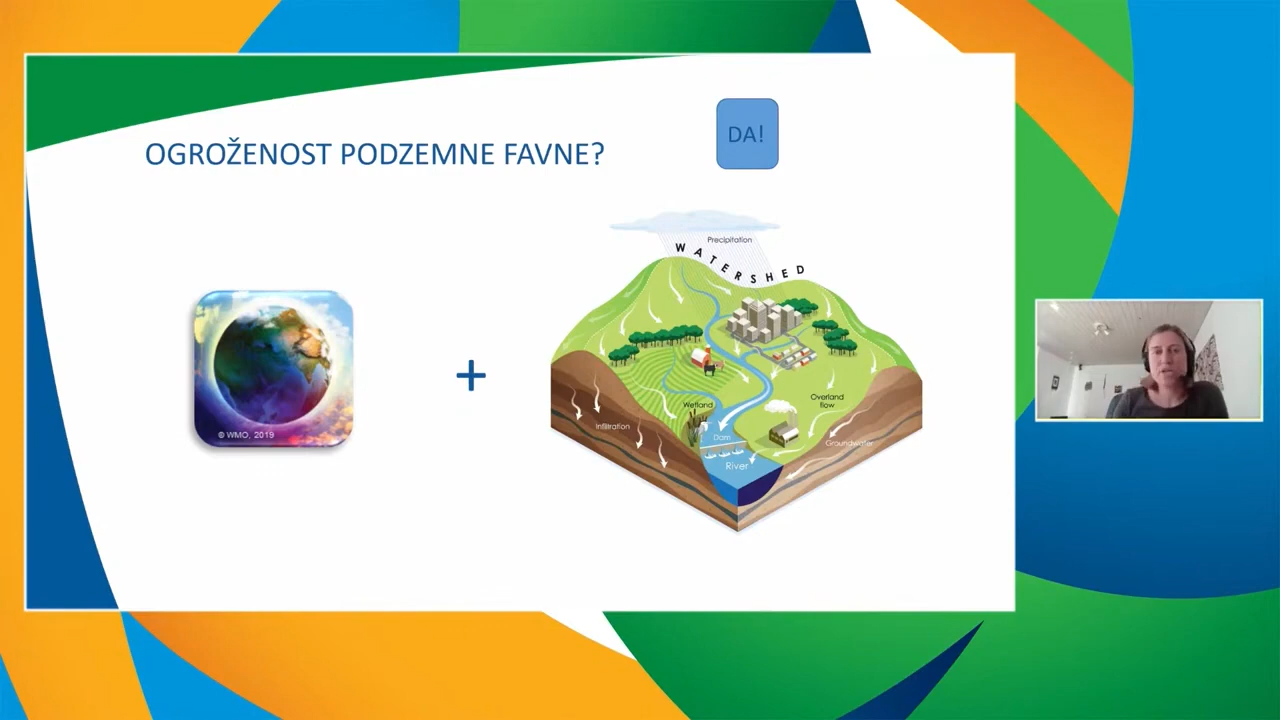 OGROŽENOST PODZEMNE FAVNE?
DA!
Precipitation
WATERSHED
Wetland
Overland
flow
Infiltration
Dam
Groundwater
River
+
© WMO, 2019